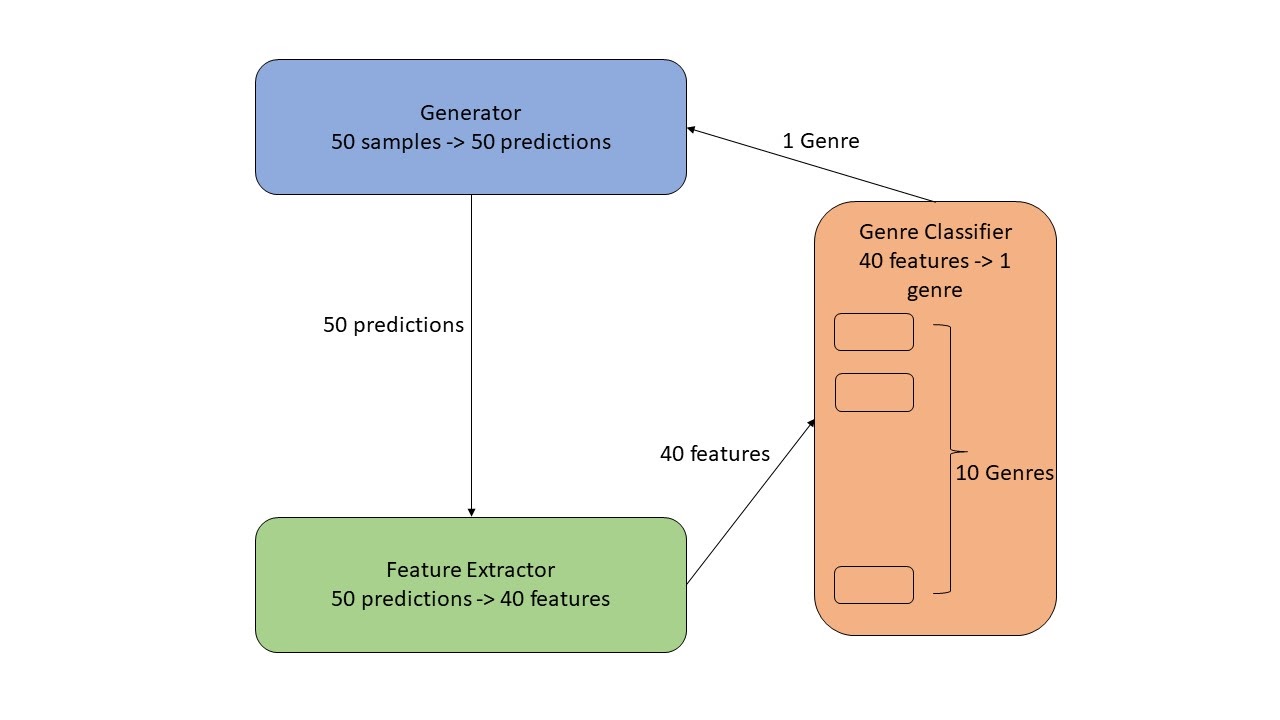 Generator
50 samples -> 50 predictions
1 Genre
Genre Classifier
40 features -> 1
genre
50 predictions
40 features
10 Genres
Feature Extractor
50 predictions -> 40 features